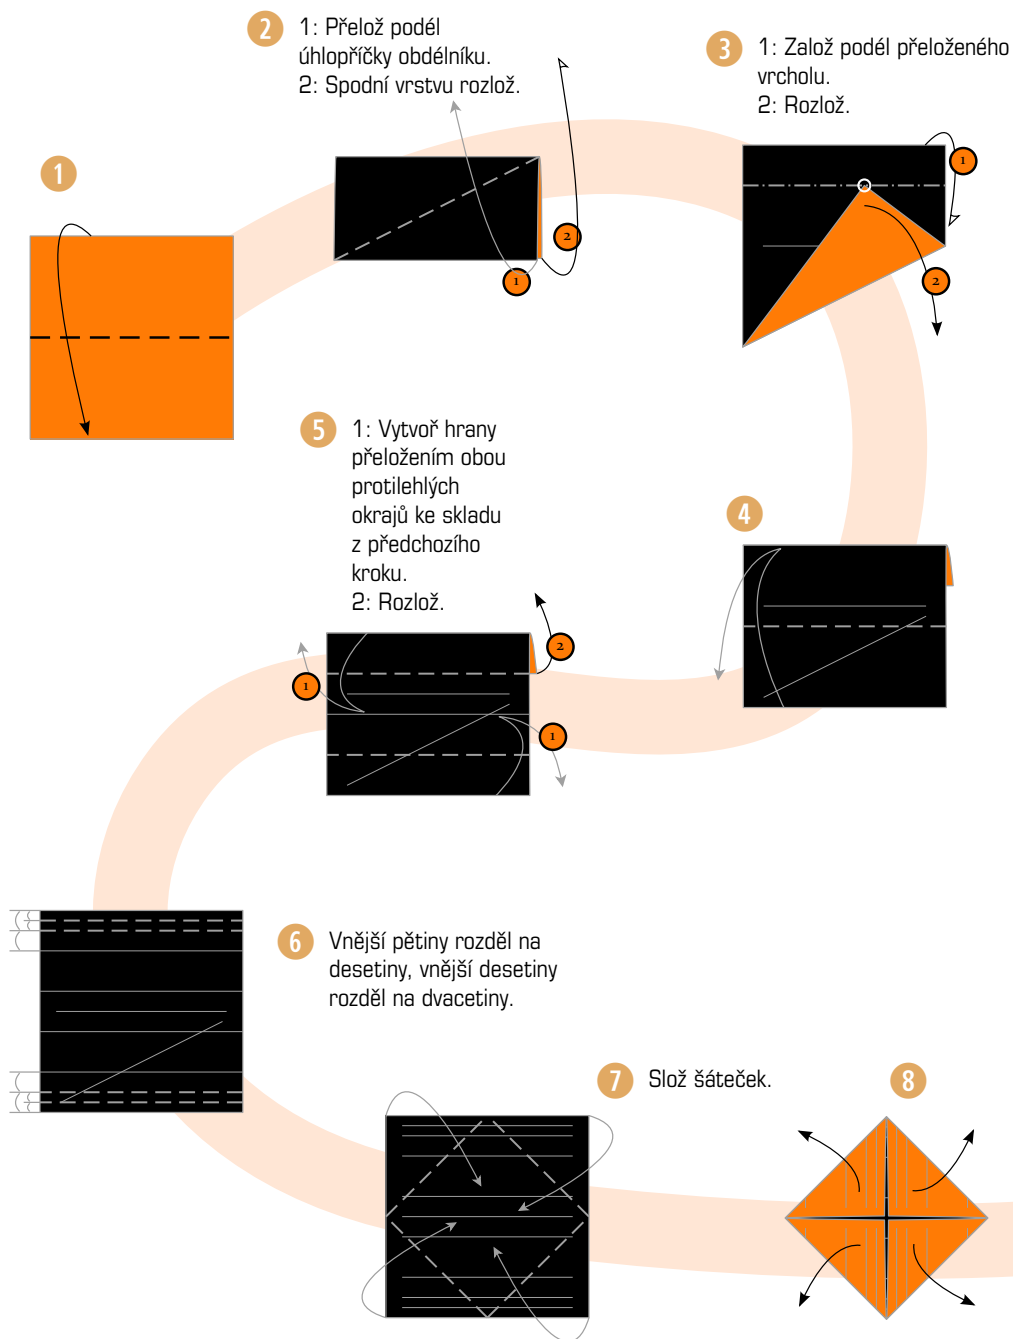 1
2
1: Přelož podél
úhlopříčky obdélníku.
2: Spodní vrstvu rozlož.
1
2
3
1: Založ podél přeloženého
vrcholu.
2: Rozlož.
1
2
4
5
1: Vytvoř hrany
přeložením obou
protilehlých
okrajů ke skladu
z předchozího
kroku.
2: Rozlož.
1
2
1
6
Vnější pětiny rozděl na
desetiny, vnější desetiny
rozděl na dvacetiny.
7
Slož šáteček.
8